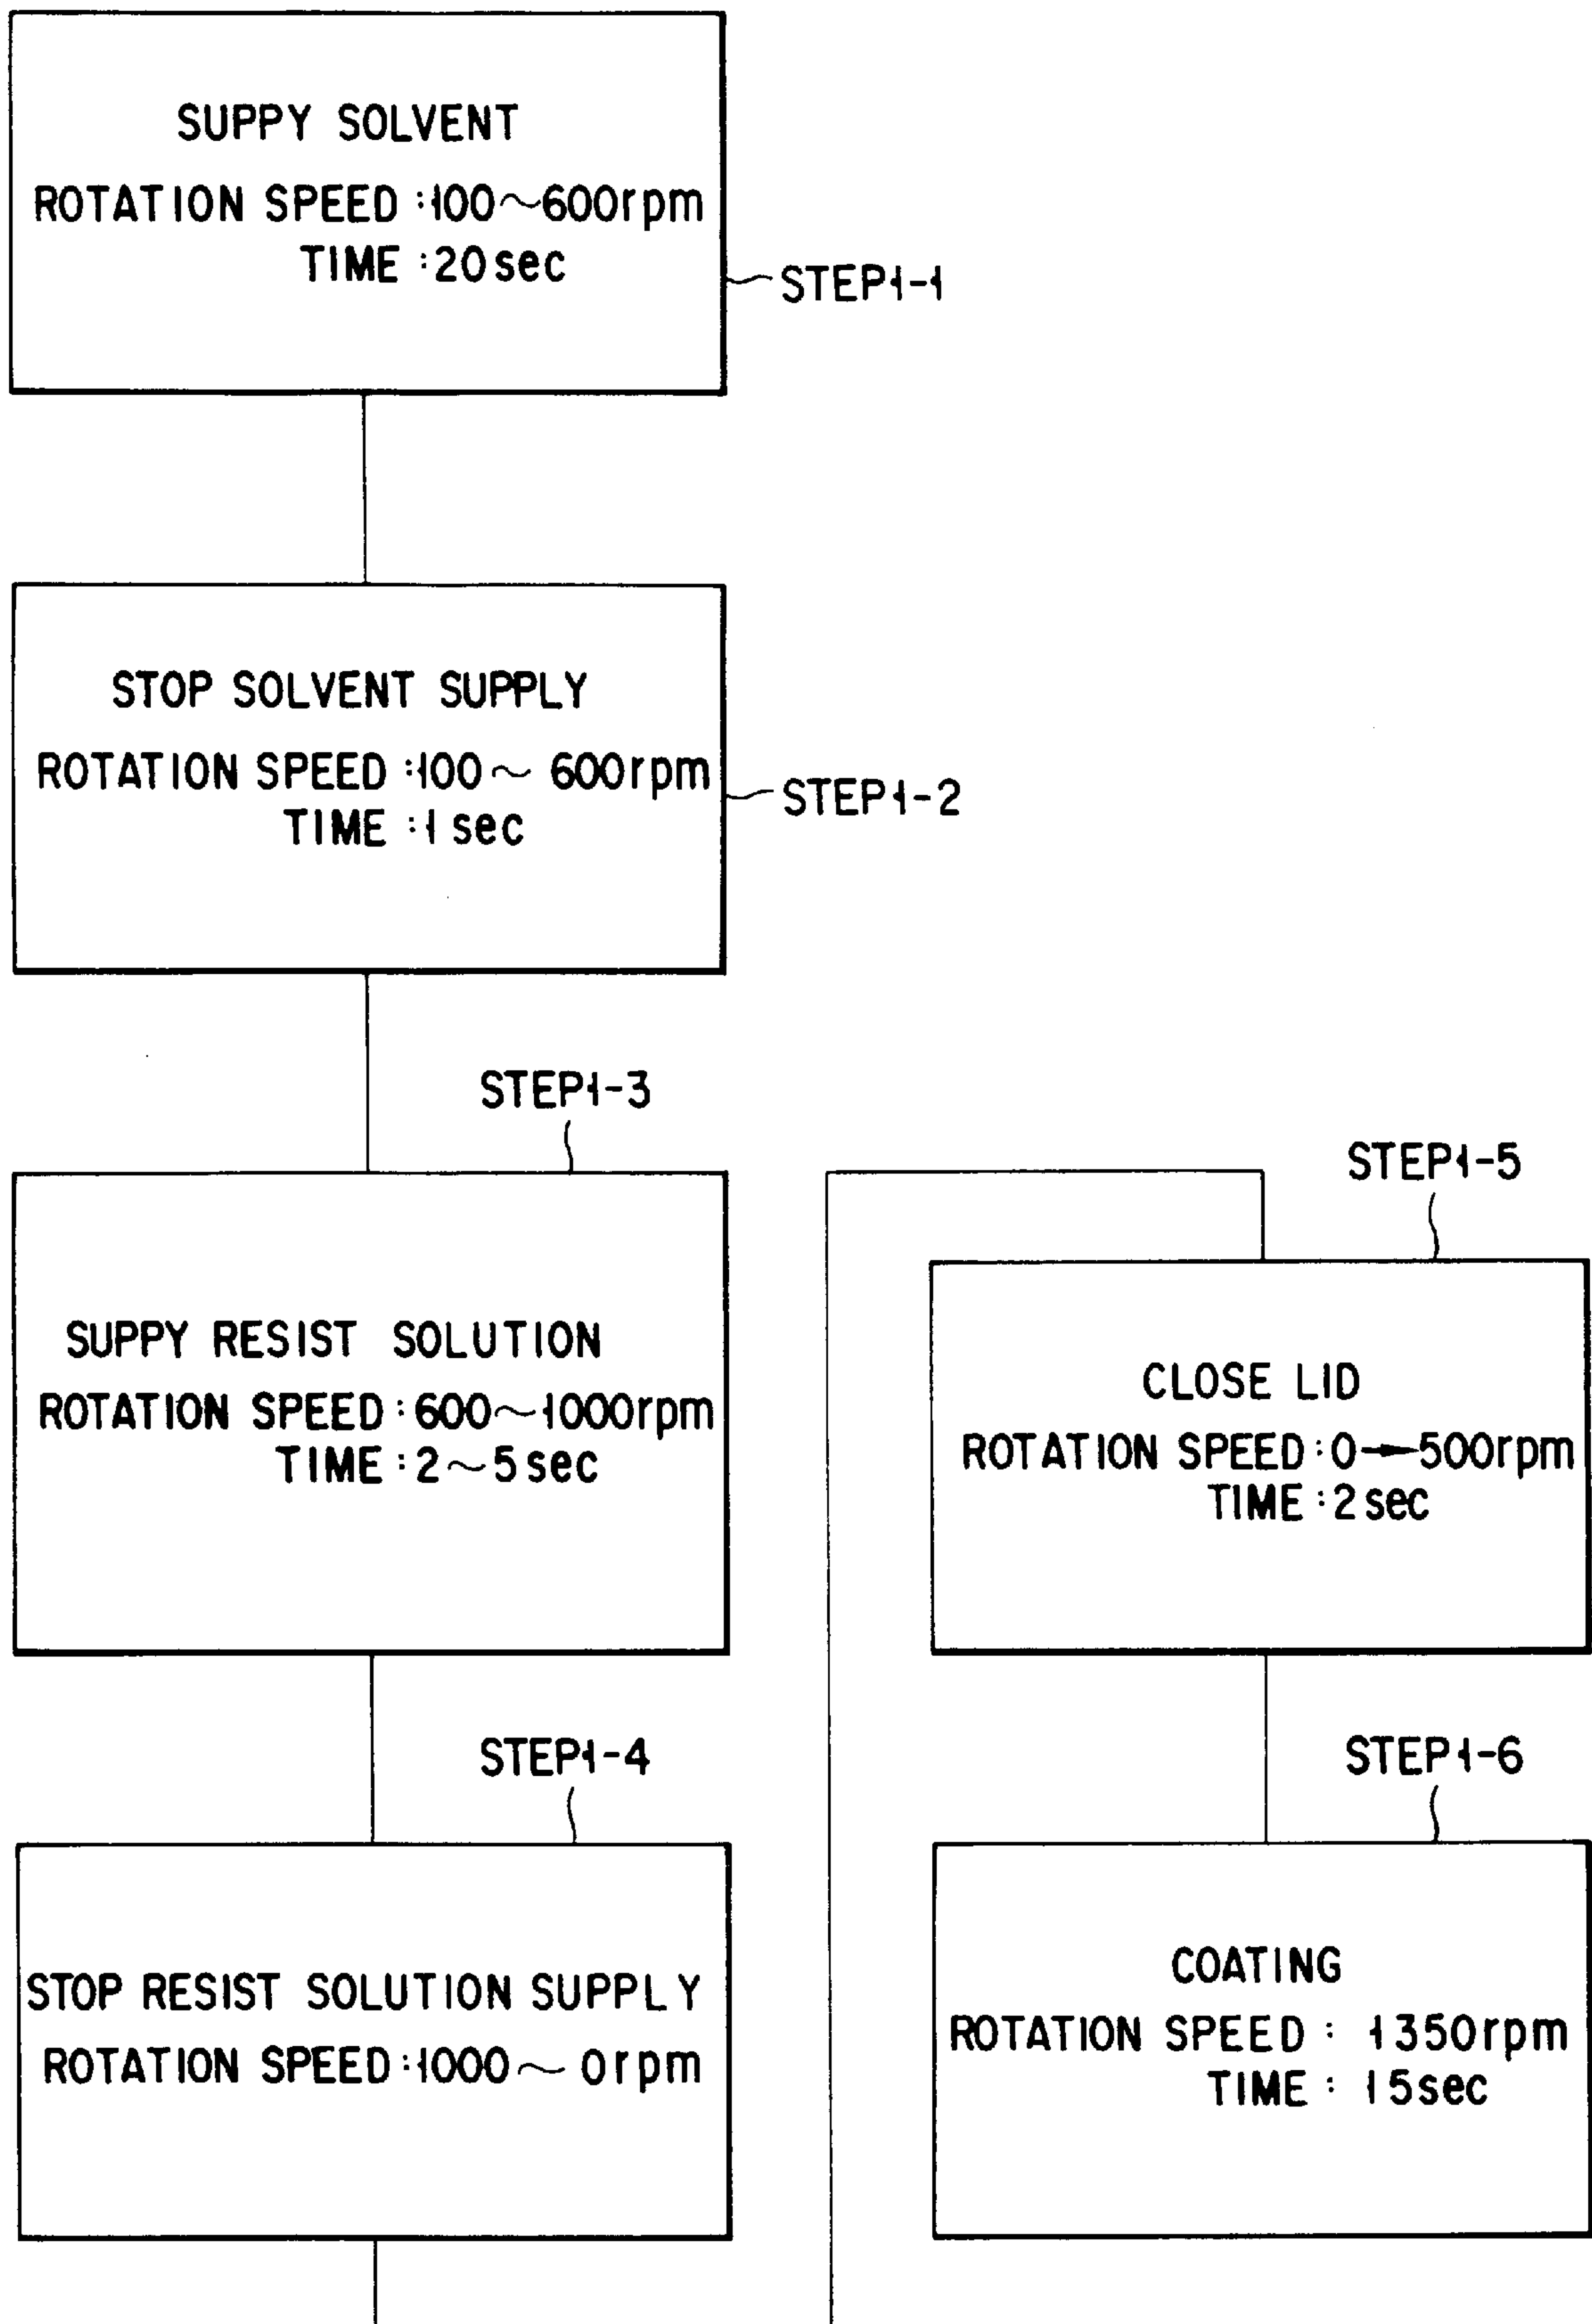 SUPPY SOLVENT
ROTATION SPEED :100~600rpm
TIME :20sec
STEP1-1
STOP SOLVENT SUPPLY
ROTATION SPEED :100~ 600rpm
TIME :1 sec
STEP1-2
STEP1-3
SUPPY RESIST SOLUTION
ROTATION SPEED:600~1000rpm
TIME:2~5sec
STEP1-4
STOP RESIST SOLUTION SUPPLY
ROTATION SPEED:1000~ 0rpm
STEP1-5
CLOSE LID
ROTATION SPEED:0→500rpm
TIME:2sec
STEP1-6
COATING
ROTATION SPEED: 1350rpm
TIME: 15sec